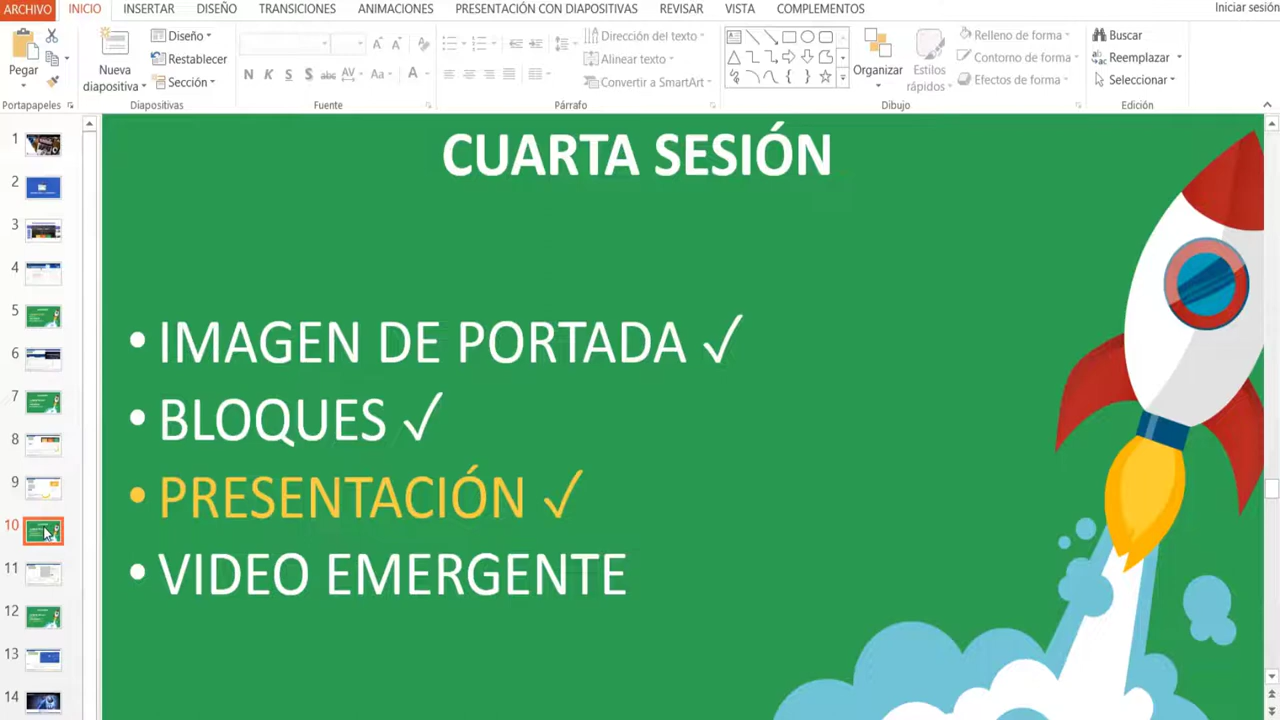 ARCHIVO INICIO INSERTAR DISEÑO TRANSICIONES ANIMACIONES PRESENTACIÓN CON DIAPOSITIVAS REVISAR VISTA COMPLEMENTOS Iniciar sesión
Pegar
Portapapeles
Nueva
diapositiva
Diseño
Restablecer
Sección
Diapositivas
N K S S abc AV Aa A
Fuente
Dirección del texto
Alinear texto
Convertir a SmartArt
Párrafo
Organizar
Estilos
rápidos
Relleno de forma
Contorno de forma
Efectos de forma
Dibujo
Buscar
Reemplazar
Seleccionar
Edición
1
2
3
4
5
6
7
8
9
10
11
12
13
14
CUARTA SESIÓN
• IMAGEN DE PORTADA ✓
• BLOQUES ✓
• PRESENTACIÓN ✓
• VIDEO EMERGENTE